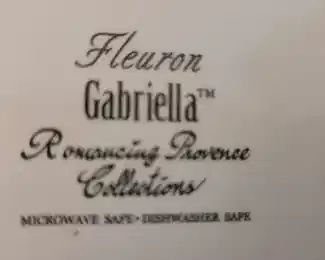 Fleuron
Gabriella™
Romancing Provence
Collections
MICROWAVE SAFE · DISHWASHER SAFE